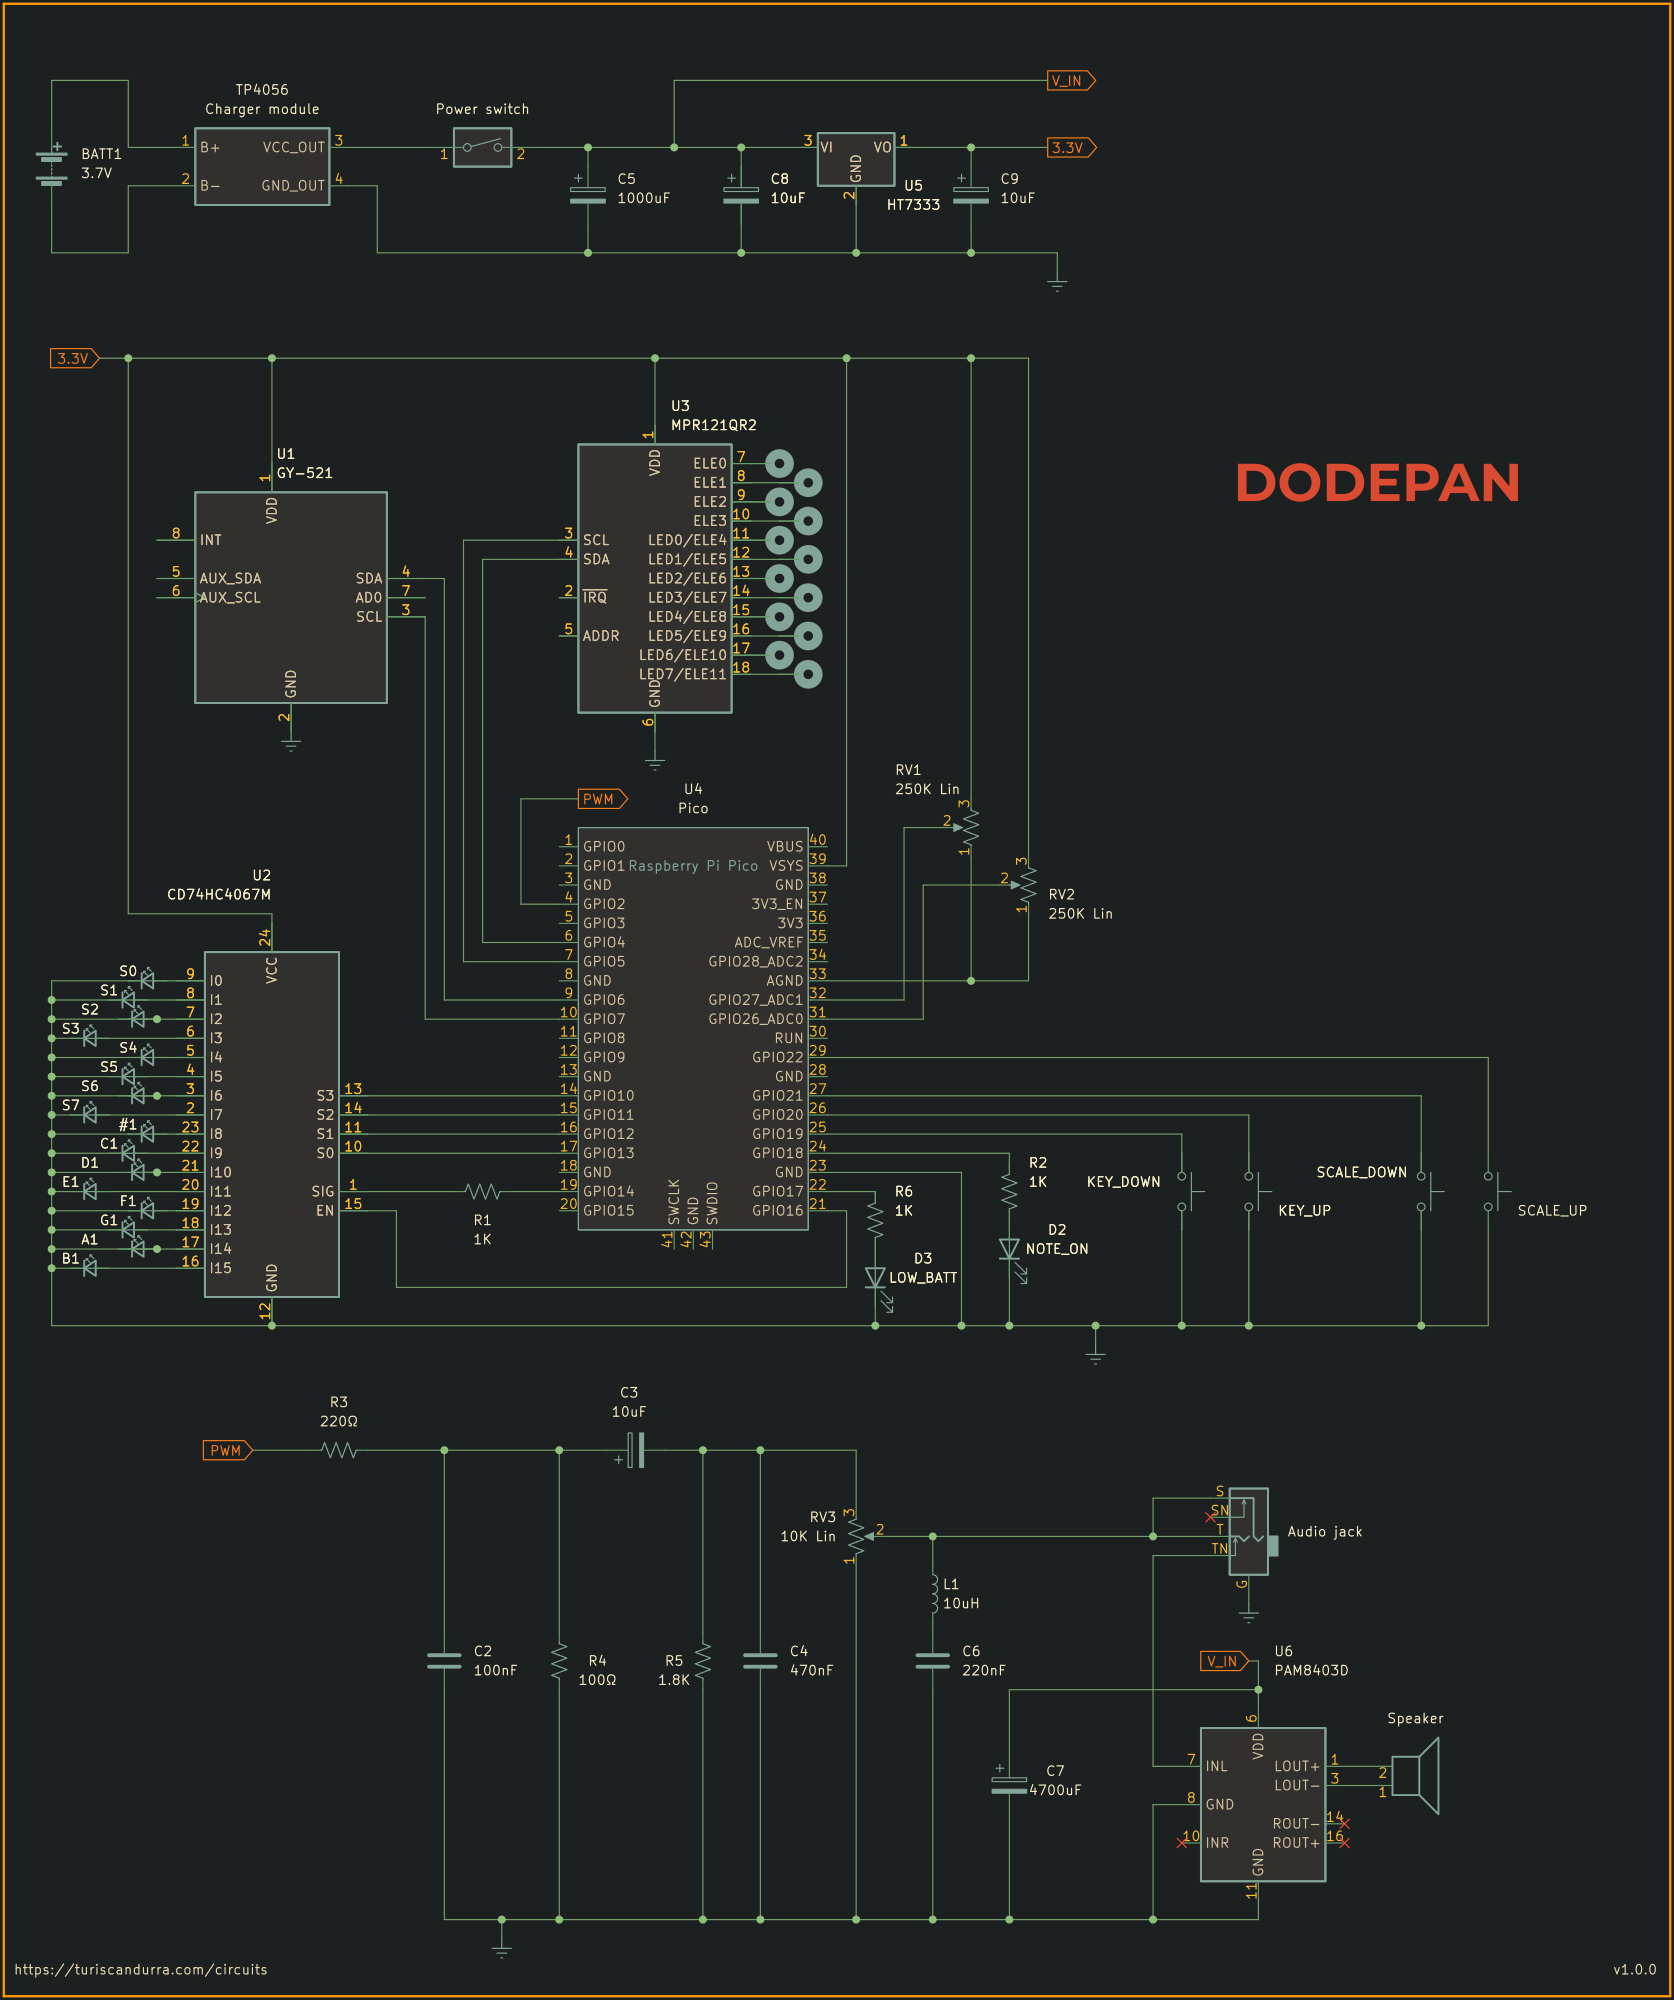 TP4056
Charger module
BATT1
3.7V
1
B+
VCC_OUT
3
2
B-
GND_OUT
4
Power switch
1
2
C5
1000uF
C8
10uF
3
VI
VO
1
GND
2
U5
HT7333
C9
10uF
V_IN
3.3V
3.3V
DODEPAN
U1
GY-521
1
VDD
8
INT
5
AUX_SDA
6
AUX_SCL
SDA
4
AD0
7
SCL
3
GND
2
U3
MPR121QR2
1
VDD
3
SCL
4
SDA
2
IRQ
5
ADDR
ELE0
7
ELE1
8
ELE2
9
ELE3
10
LED0/ELE4
11
LED1/ELE5
12
LED2/ELE6
13
LED3/ELE7
14
LED4/ELE8
15
LED5/ELE9
16
LED6/ELE10
17
LED7/ELE11
18
GND
6
RV1
250K Lin
3
2
1
RV2
250K Lin
3
2
1
PWM
U4
Pico
Raspberry Pi Pico
1
GPIO0
2
GPIO1
3
GND
4
GPIO2
5
GPIO3
6
GPIO4
7
GPIO5
8
GND
9
GPIO6
10
GPIO7
11
GPIO8
12
GPIO9
13
GND
14
GPIO10
15
GPIO11
16
GPIO12
17
GPIO13
18
GND
19
GPIO14
20
GPIO15
VBUS
40
VSYS
39
GND
38
3V3_EN
37
3V3
36
ADC_VREF
35
GPIO28_ADC2
34
AGND
33
GPIO27_ADC1
32
GPIO26_ADC0
31
RUN
30
GPIO22
29
GND
28
GPIO21
27
GPIO20
26
GPIO19
25
GPIO18
24
GND
23
GPIO17
22
GPIO16
21
SWCLK
GND
SWDIO
41
42
43
U2
CD74HC4067M
24
VCC
S0
9
I0
S1
8
I1
S2
7
I2
S3
6
I3
S4
5
I4
S5
4
I5
S6
3
I6
S7
2
I7
#1
23
I8
C1
22
I9
D1
21
I10
E1
20
I11
F1
19
I12
G1
18
I13
A1
17
I14
B1
16
I15
S3
13
S2
14
S1
11
S0
10
SIG
1
EN
15
GND
12
R1
1K
R6
1K
D3
LOW_BATT
R2
1K
D2
NOTE_ON
KEY_DOWN
KEY_UP
SCALE_DOWN
SCALE_UP
PWM
R3
220Ω
C3
10uF
C2
100nF
R4
100Ω
R5
1.8K
C4
470nF
RV3
10K Lin
3
2
1
L1
10uH
C6
220nF
C7
4700uF
S
SN
T
TN
G
Audio jack
V_IN
U6
PAM8403D
6
VDD
7
INL
8
GND
10
INR
LOUT+
1
LOUT-
3
ROUT-
14
ROUT+
16
GND
11
Speaker
2
1
https://turiscandurra.com/circuits
v1.0.0